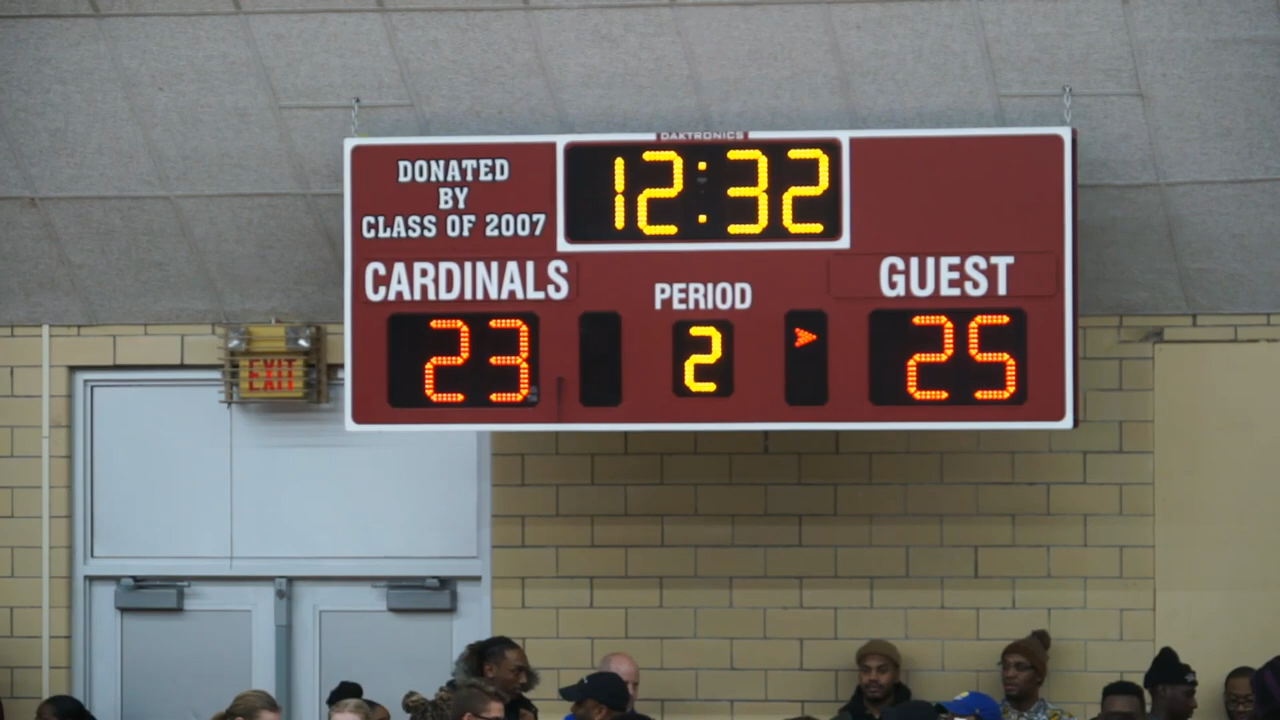 DAKTRONICS
DONATED
BY
CLASS OF 2007
12:32
CARDINALS
PERIOD
GUEST
23
2
25
EXIT